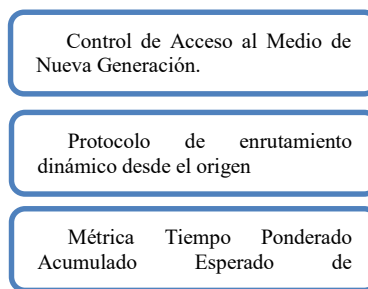 Control de Acceso al Medio de
Nueva Generación.
Protocolo de enrutamiento
dinámico desde el origen
Métrica Tiempo Ponderado
Acumulado Esperado de